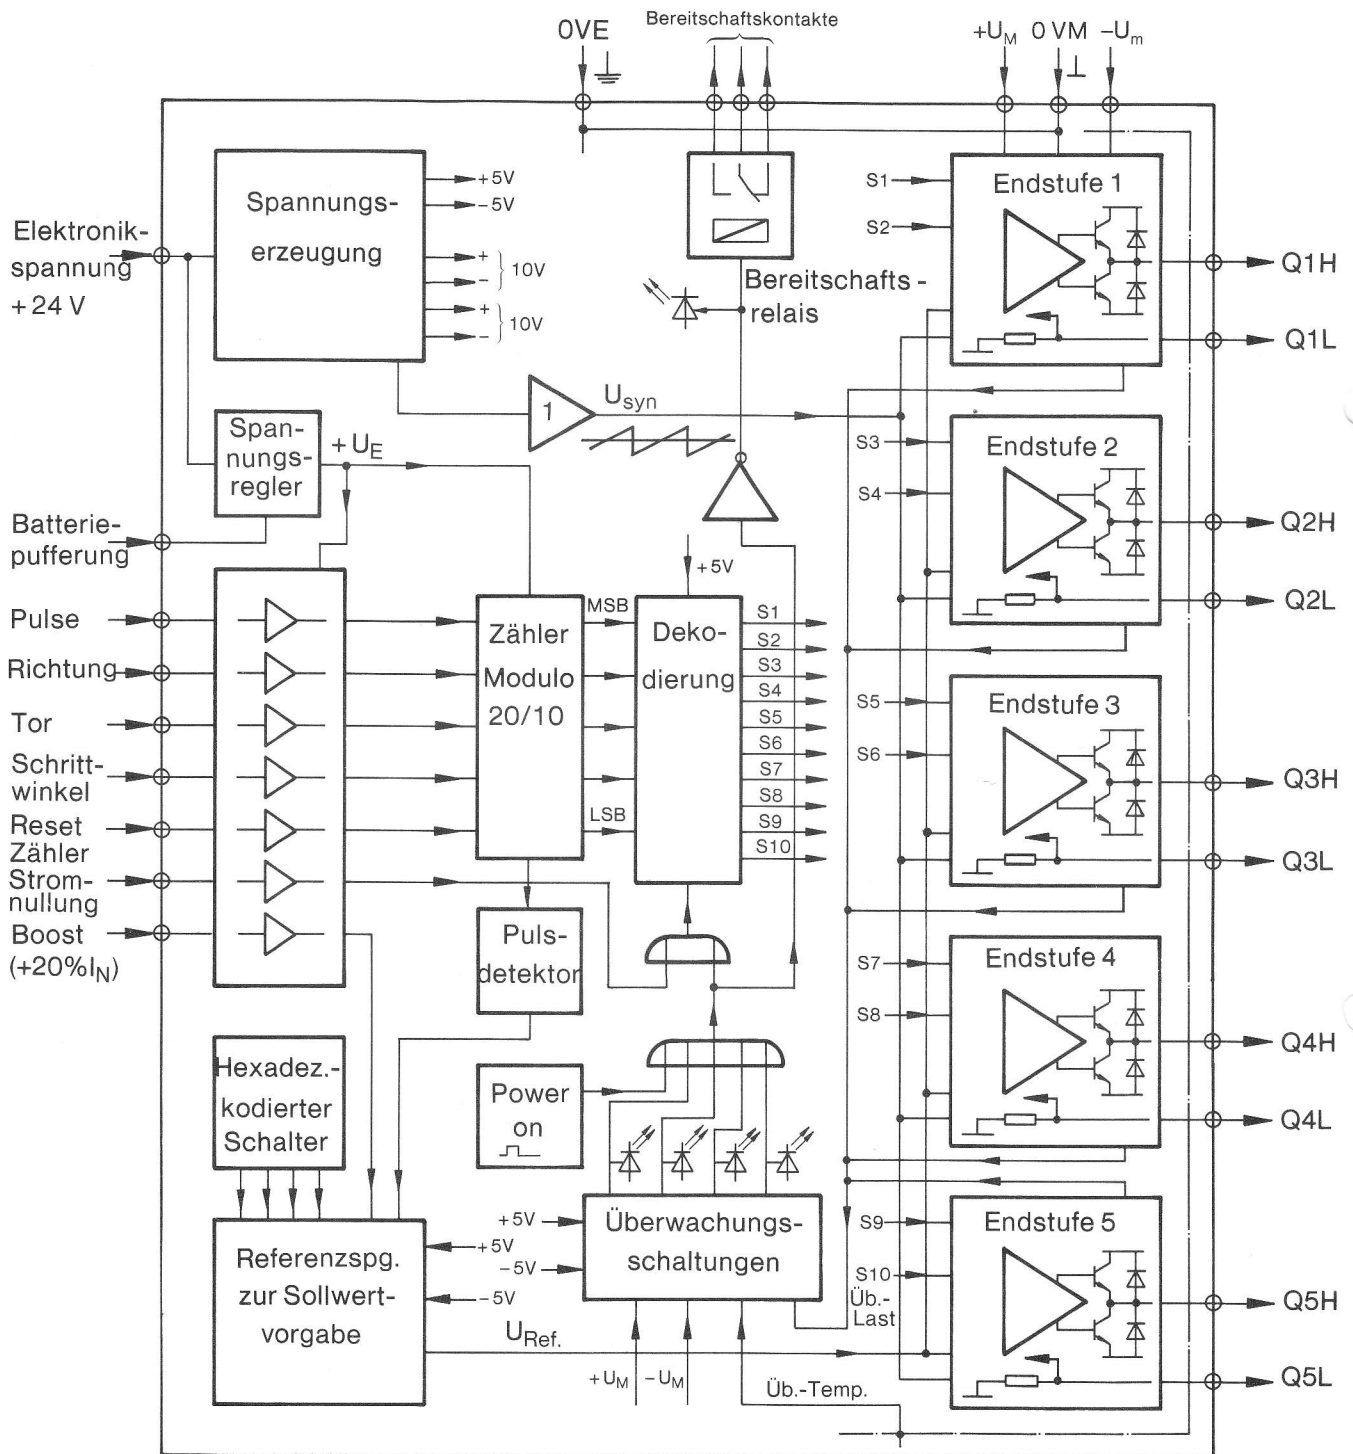 Bereitschaftskontakte
0VE
+U_M 0 VM −U_m
Elektronik-
spannung
+24 V
Spannungs-
erzeugung
+5V
−5V
+
−
10V
+
−
10V
Bereitschafts-
relais
1
U_syn
Span-
nungs-
regler
+U_E
Batterie-
pufferung
Pulse
Richtung
Tor
Schritt-
winkel
Reset
Zähler
Strom-
nullung
Boost
(+20%I_N)
Zähler
Modulo
20/10
MSB
LSB
+5V
Deko-
dierung
S1
S2
S3
S4
S5
S6
S7
S8
S9
S10
Puls-
detektor
Hexadez.-
kodierter
Schalter
Power
on
Referenzspg.
zur Sollwert-
vorgabe
+5V
−5V
U_Ref.
+5V
−5V
Überwachungs-
schaltungen
+U_M −U_M
Üb.-Temp.
Üb.-
Last
S1
S2
Endstufe 1
Q1H
Q1L
S3
S4
Endstufe 2
Q2H
Q2L
S5
S6
Endstufe 3
Q3H
Q3L
S7
S8
Endstufe 4
Q4H
Q4L
S9
S10
Endstufe 5
Q5H
Q5L